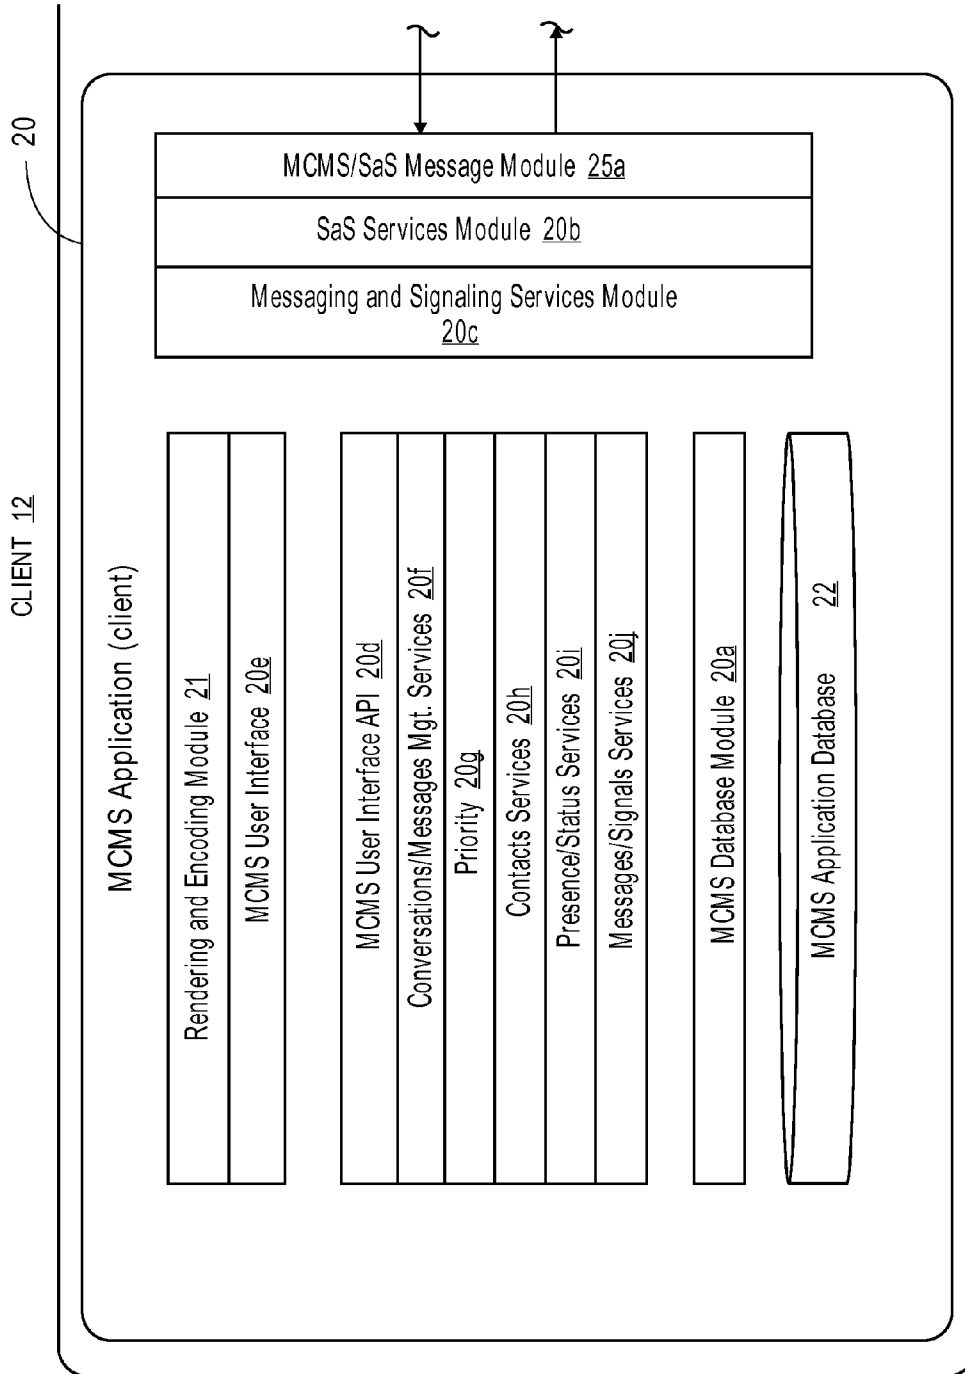 CLIENT 12
20
MCMS Application (client)
Rendering and Encoding Module 21
MCMS User Interface 20e
MCMS User Interface API 20d
Conversations/Messages Mgt. Services 20f
Priority 20g
Contacts Services 20h
Presence/Status Services 20i
Messages/Signals Services 20j
MCMS Database Module 20a
MCMS Application Database 22
MCMS/SaS Message Module 25a
SaS Services Module 20b
Messaging and Signaling Services Module
20c